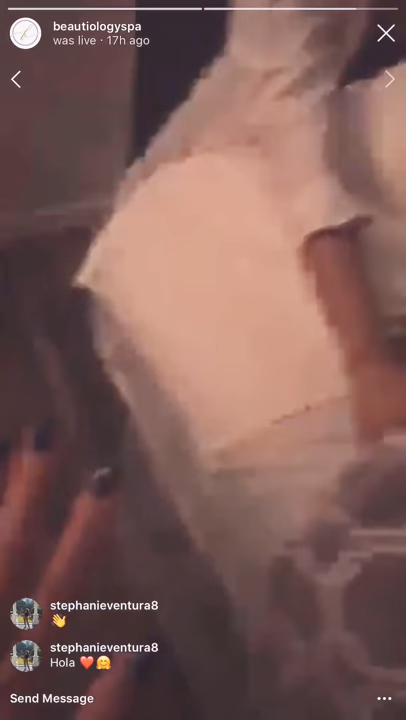 beautiologyspa
was live · 17h ago
stephanieventura8
👋
stephanieventura8
Hola ❤️🤗
Send Message